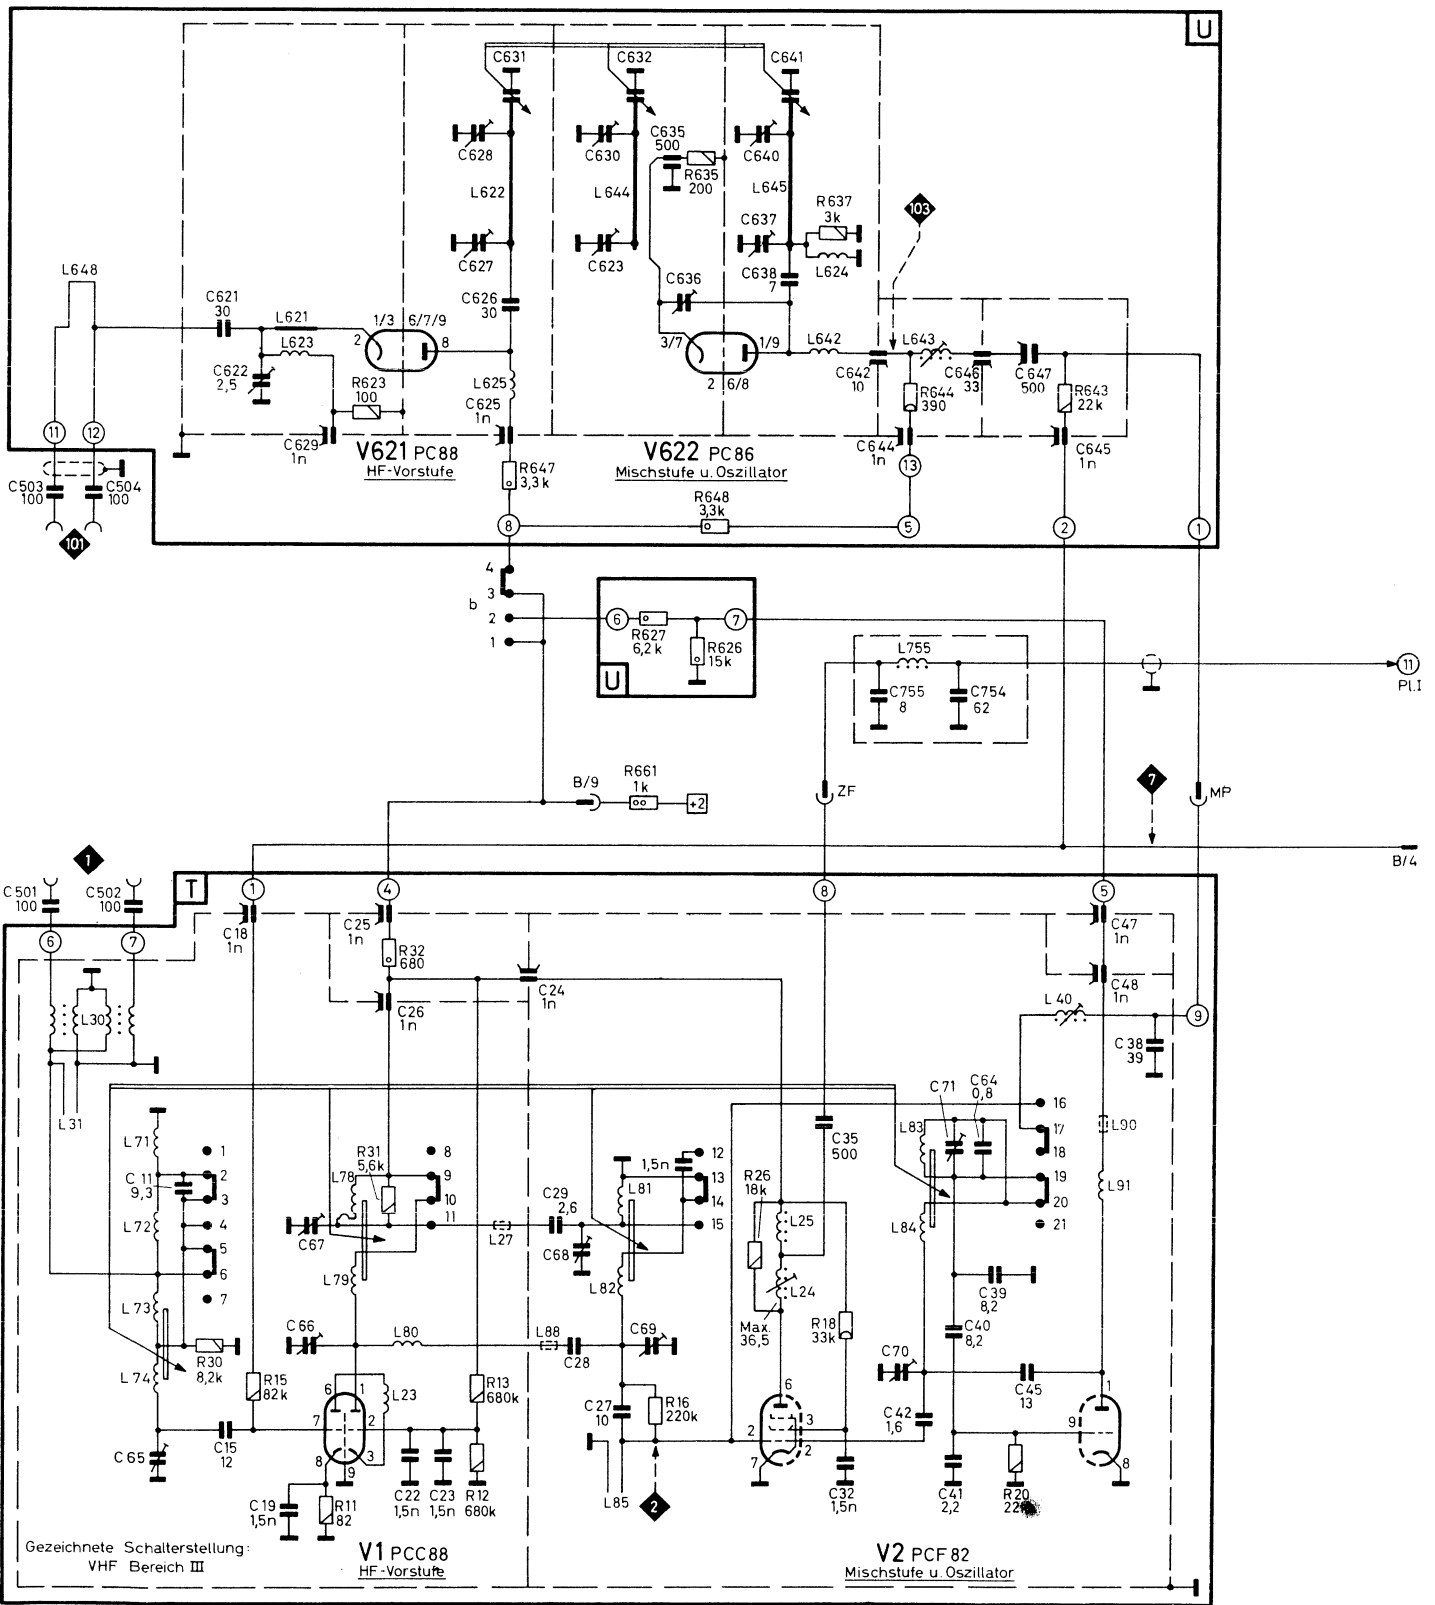 U
C631
C632
C641
C628
C630
C635
500
R635
200
C640
L622
L644
L645
R637
3k
103
C627
C623
C637
L624
C638
7
L648
C621
30
L621
L623
1/3
6/7/9
2
8
C626
30
C636
3/7
1/9
2
6/8
L642
L643
C642
10
C646
33
C647
500
C622
2,5
R623
100
L625
C625
1n
R644
390
R643
22k
11
12
C629
1n
V621 PC88
HF-Vorstufe
V622 PC86
Mischstufe u. Oszillator
C644
1n
C645
1n
13
C503
100
C504
100
R647
3,3k
R648
3,3k
101
8
5
2
1
4
3
b
2
1
6
R627
6,2k
7
R626
15k
U
L755
C755
8
C754
62
11
Pl.I
B/9
R661
1k
+2
ZF
7
MP
B/4
1
C501
100
C502
100
T
1
4
8
5
6
7
C18
1n
C25
1n
R32
680
C24
1n
C26
1n
C47
1n
C48
1n
L30
L40
9
C38
39
L31
C71
C64
0,8
16
17
18
19
20
21
L90
L71
1
2
3
4
5
6
7
C11
9,3
L72
R31
5,6k
L78
8
9
10
11
C67
L27
C29
2,6
1,5n
12
13
14
15
L81
C68
L82
C35
500
R26
18k
L25
L24
Max.
36,5
L83
L84
L91
L73
L79
C39
8,2
C40
8,2
R30
8,2k
L74
C66
L80
L88
C28
C69
R18
33k
C70
R15
82k
6
1
L23
R13
680k
C27
10
R16
220k
6
C42
1,6
C45
13
1
C65
C15
12
7
2
8
3
9
2
3
2
7
9
8
C19
1,5n
R11
82
C22
1,5n
C23
1,5n
R12
680k
L85
2
C32
1,5n
C41
2,2
R20
Gezeichnete Schalterstellung:
VHF Bereich III
V1 PCC88
HF-Vorstufe
V2 PCF82
Mischstufe u. Oszillator